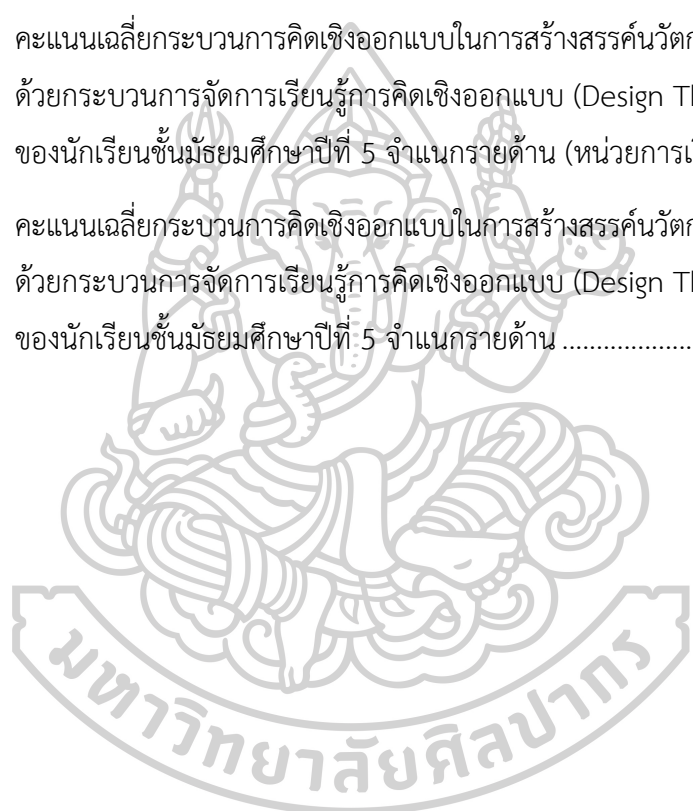 คะแนนเฉลี่ยกระบวนการคิดเชิงออกแบบในการสร้างสรรค์นวัตก
ด้วยกระบวนการจัดการเรียนรู้การคิดเชิงออกแบบ (Design Th
ของนักเรียนชั้นมัธยมศึกษาปีที่ 5 จำแนกรายด้าน (หน่วยการเ
คะแนนเฉลี่ยกระบวนการคิดเชิงออกแบบในการสร้างสรรค์นวัตก
ด้วยกระบวนการจัดการเรียนรู้การคิดเชิงออกแบบ (Design Th
ของนักเรียนชั้นมัธยมศึกษาปีที่ 5 จำแนกรายด้าน ...................
มหาวิทยาลัยศิลปากร